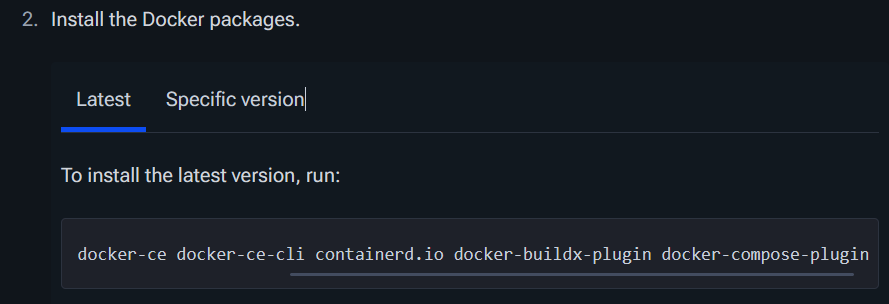 2. Install the Docker packages.
Latest Specific version
To install the latest version, run:
docker-ce docker-ce-cli containerd.io docker-buildx-plugin docker-compose-plugin